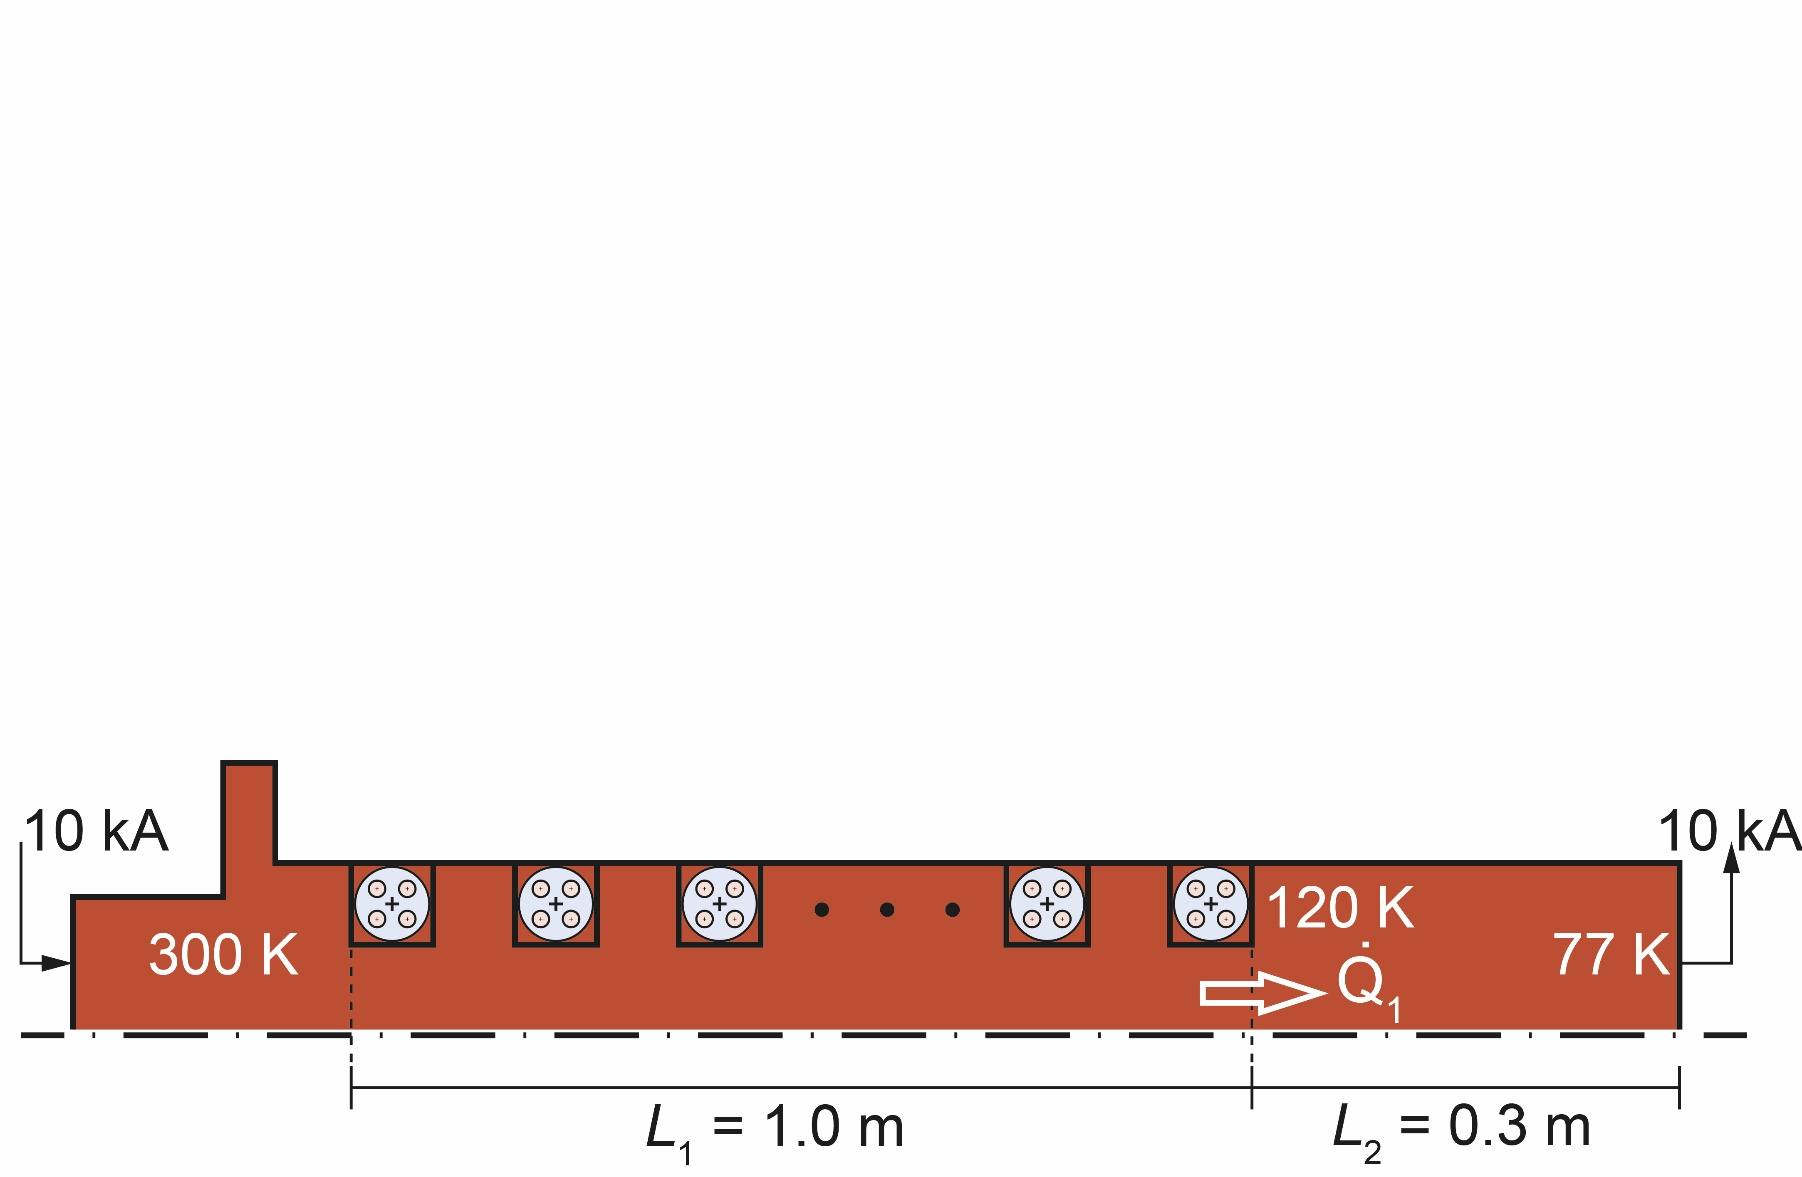 10 kA
10 kA
300 K
120 K
77 K
Q̇₁
L₁ = 1.0 m
L₂ = 0.3 m